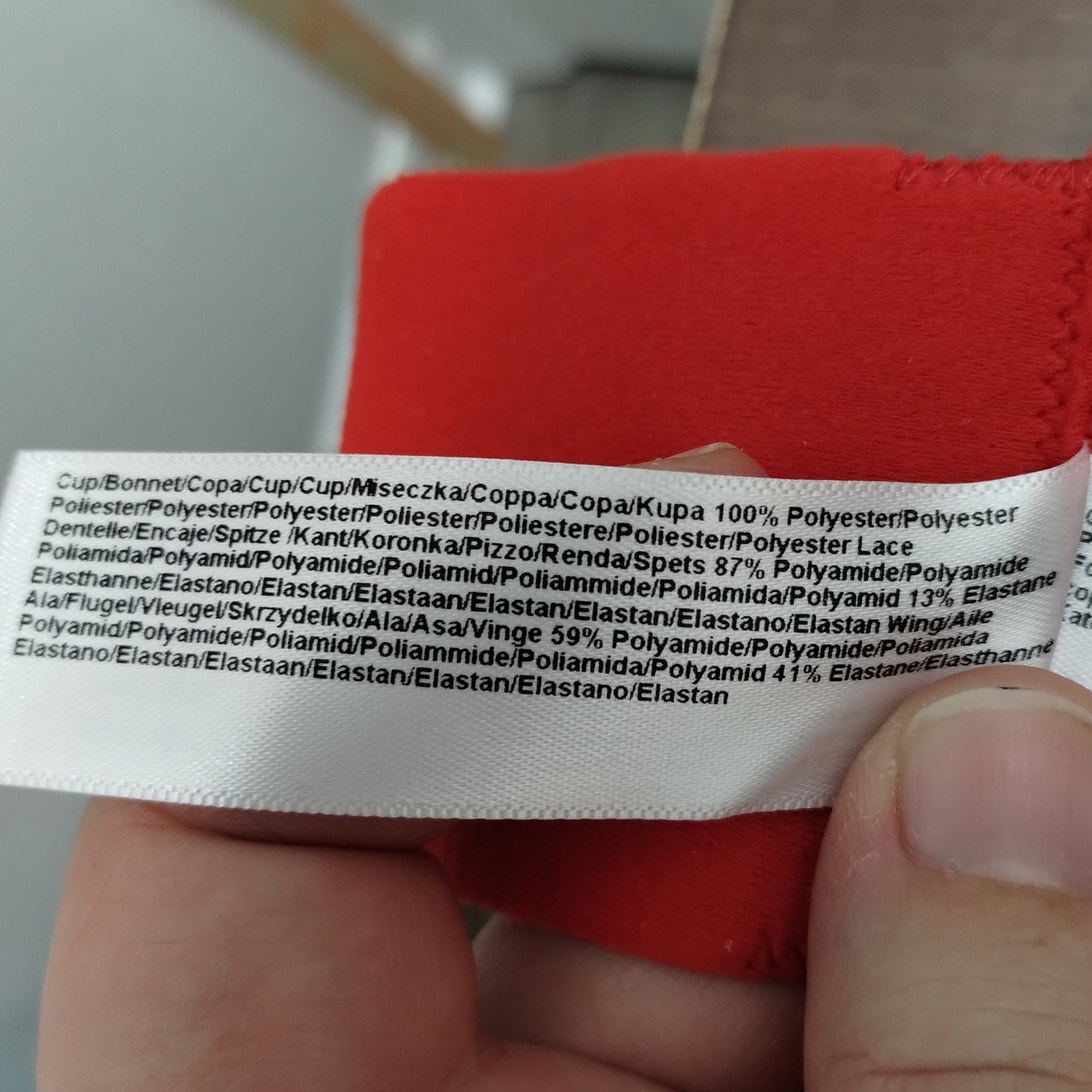 Cup/Bonnet/Copa/Cup/Cup/Miseczka/Coppa/Copa/Kupa 100% Polyester/Polyester
Poliester/Polyester/Polyester/Poliester/Poliestere/Poliester/Polyester Lace
Dentelle/Encaje/Spitze /Kant/Koronka/Pizzo/Renda/Spets 87% Polyamide/Polyamide
Poliamida/Polyamid/Polyamide/Poliamid/Poliammide/Poliamida/Polyamid 13% Elastane
Elasthanne/Elastano/Elastan/Elastaan/Elastan/Elastan/Elastano/Elastan Wing/Aile
Ala/Flugel/Vleugel/Skrzydelko/Ala/Asa/Vinge 59% Polyamide/Polyamide/Poliamida
Polyamid/Polyamide/Poliamid/Poliammide/Poliamida/Polyamid 41% Elastane/Elasthanne
Elastano/Elastan/Elastaan/Elastan/Elastan/Elastano/Elastan